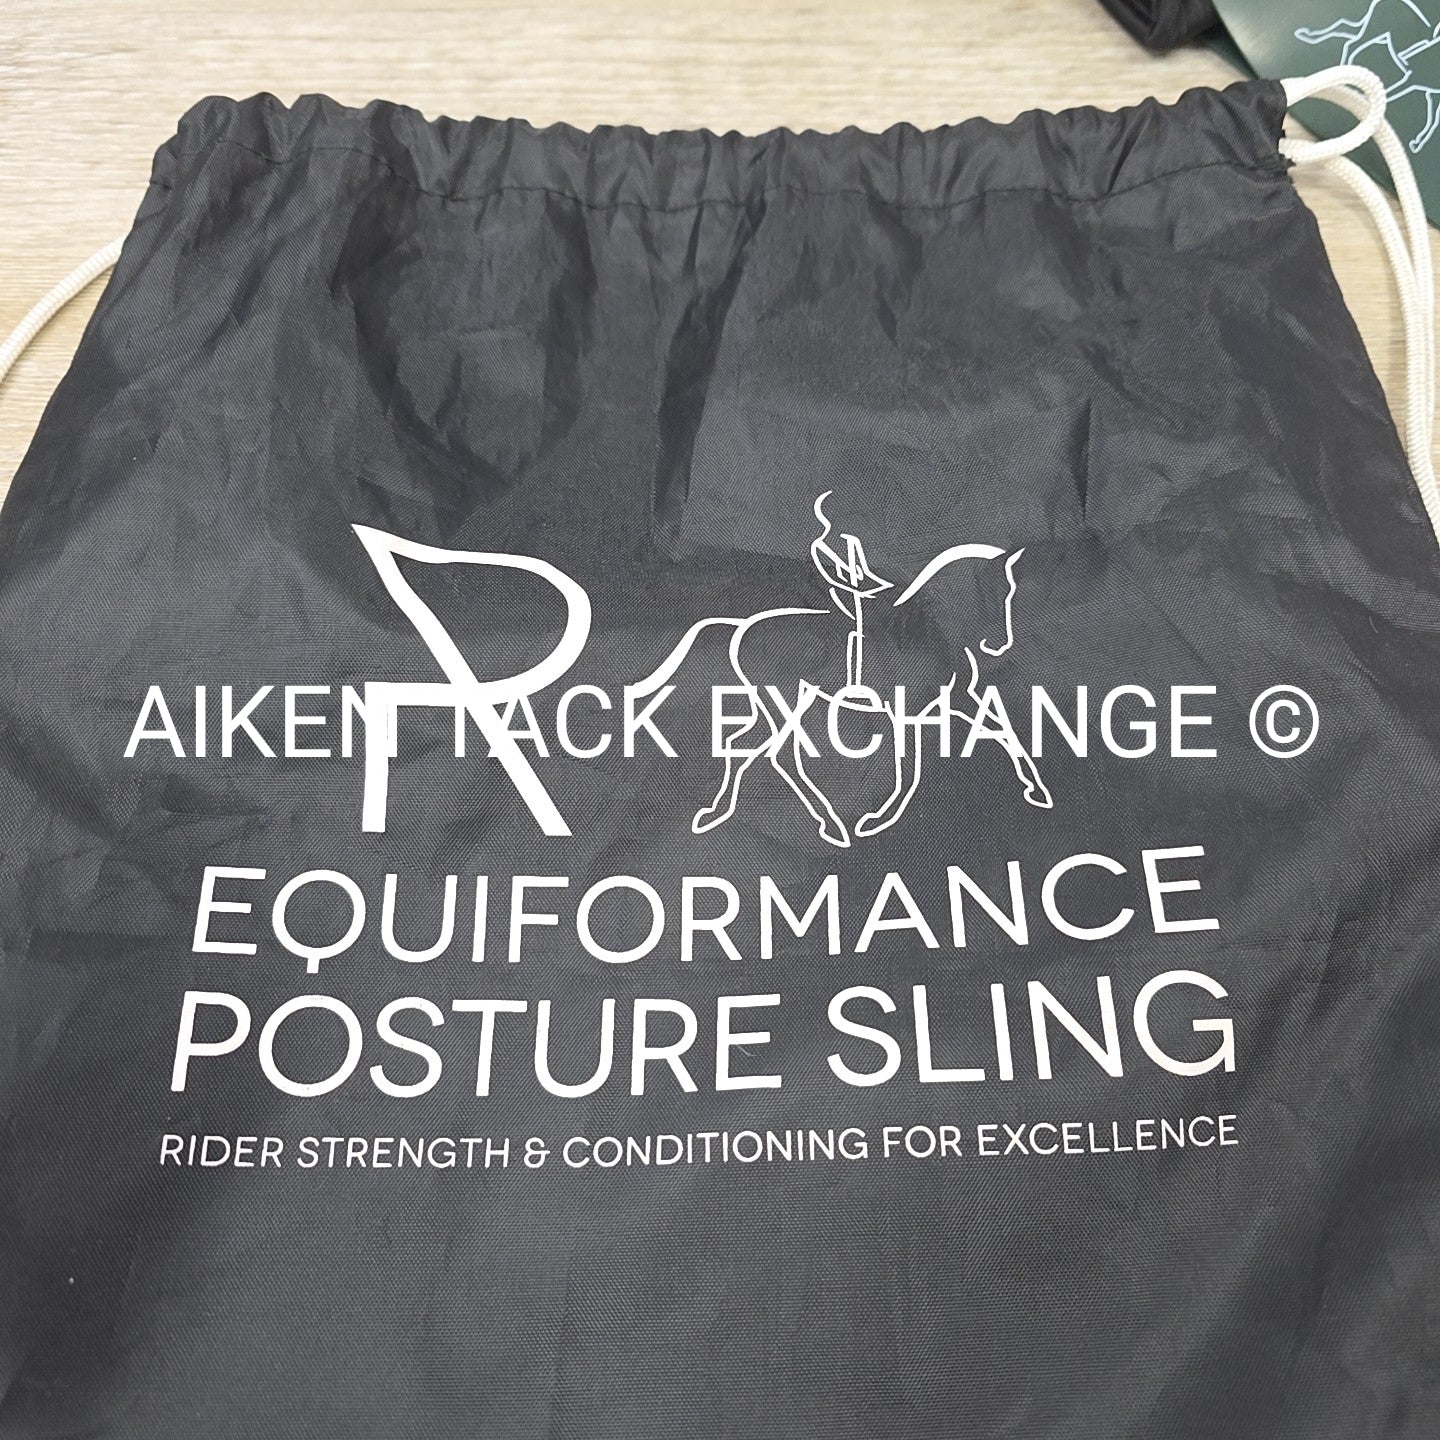 R
AIKEN TACK EXCHANGE ©
EQUIFORMANCE
POSTURE SLING
RIDER STRENGTH & CONDITIONING FOR EXCELLENCE